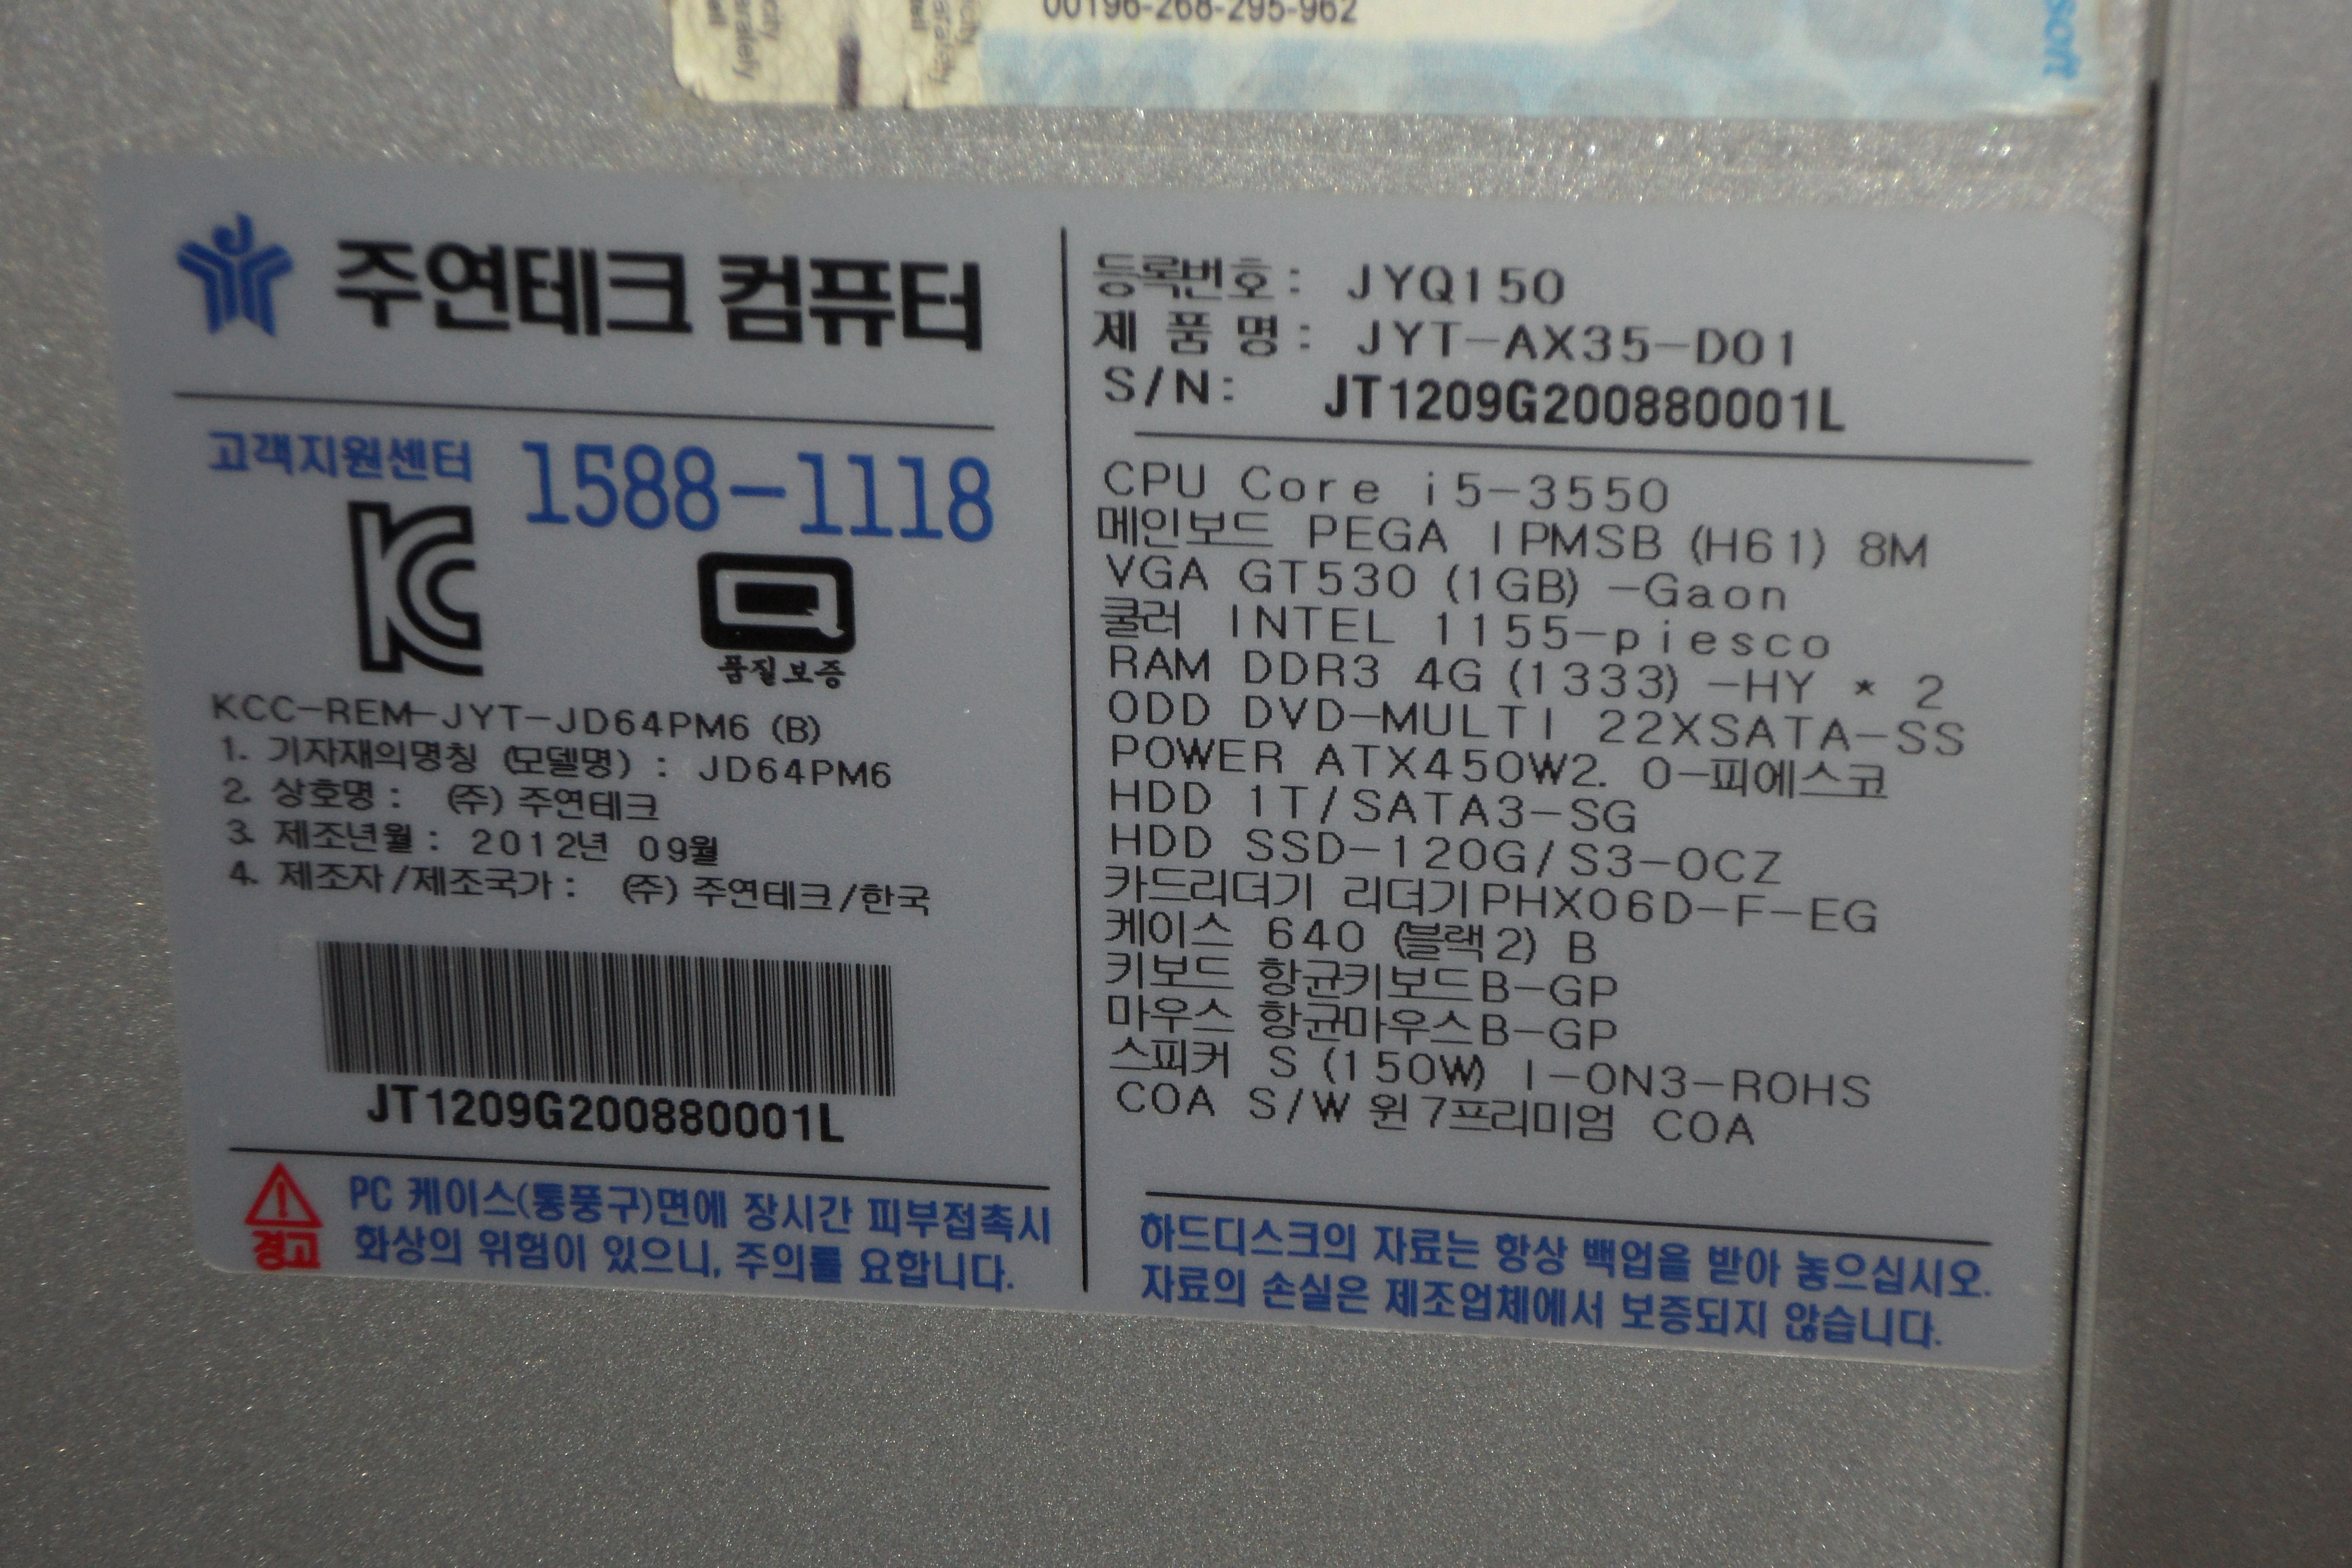 00196-268-295-962
soft
주연테크 컴퓨터
고객지원센터 1588-1118
품질보증
KCC-REM-JYT-JD64PM6 (B)
1. 기자재의명칭 (모델명) : JD64PM6
2. 상호명 : (주) 주연테크
3. 제조년월 : 2012년 09월
4. 제조자/제조국가 : (주) 주연테크/한국
JT1209G200880001L
경고
PC 케이스(통풍구)면에 장시간 피부접촉시
화상의 위험이 있으니, 주의를 요합니다.
등록번호 : JYQ150
제 품 명 : JYT-AX35-D01
S/N: JT1209G200880001L
CPU Core i5-3550
메인보드 PEGA IPMSB (H61) 8M
VGA GT530 (1GB) -Gaon
쿨러 INTEL 1155-piesco
RAM DDR3 4G (1333) -HY * 2
ODD DVD-MULTI 22XSATA-SS
POWER ATX450W2. 0-피에스코
HDD 1T/SATA3-SG
HDD SSD-120G/S3-OCZ
카드리더기 리더기PHX06D-F-EG
케이스 640 (블랙2) B
키보드 항균키보드B-GP
마우스 항균마우스B-GP
스피커 S (150W) I-ON3-ROHS
COA S/W 윈7프리미엄 COA
하드디스크의 자료는 항상 백업을 받아 놓으십시오.
자료의 손실은 제조업체에서 보증되지 않습니다.